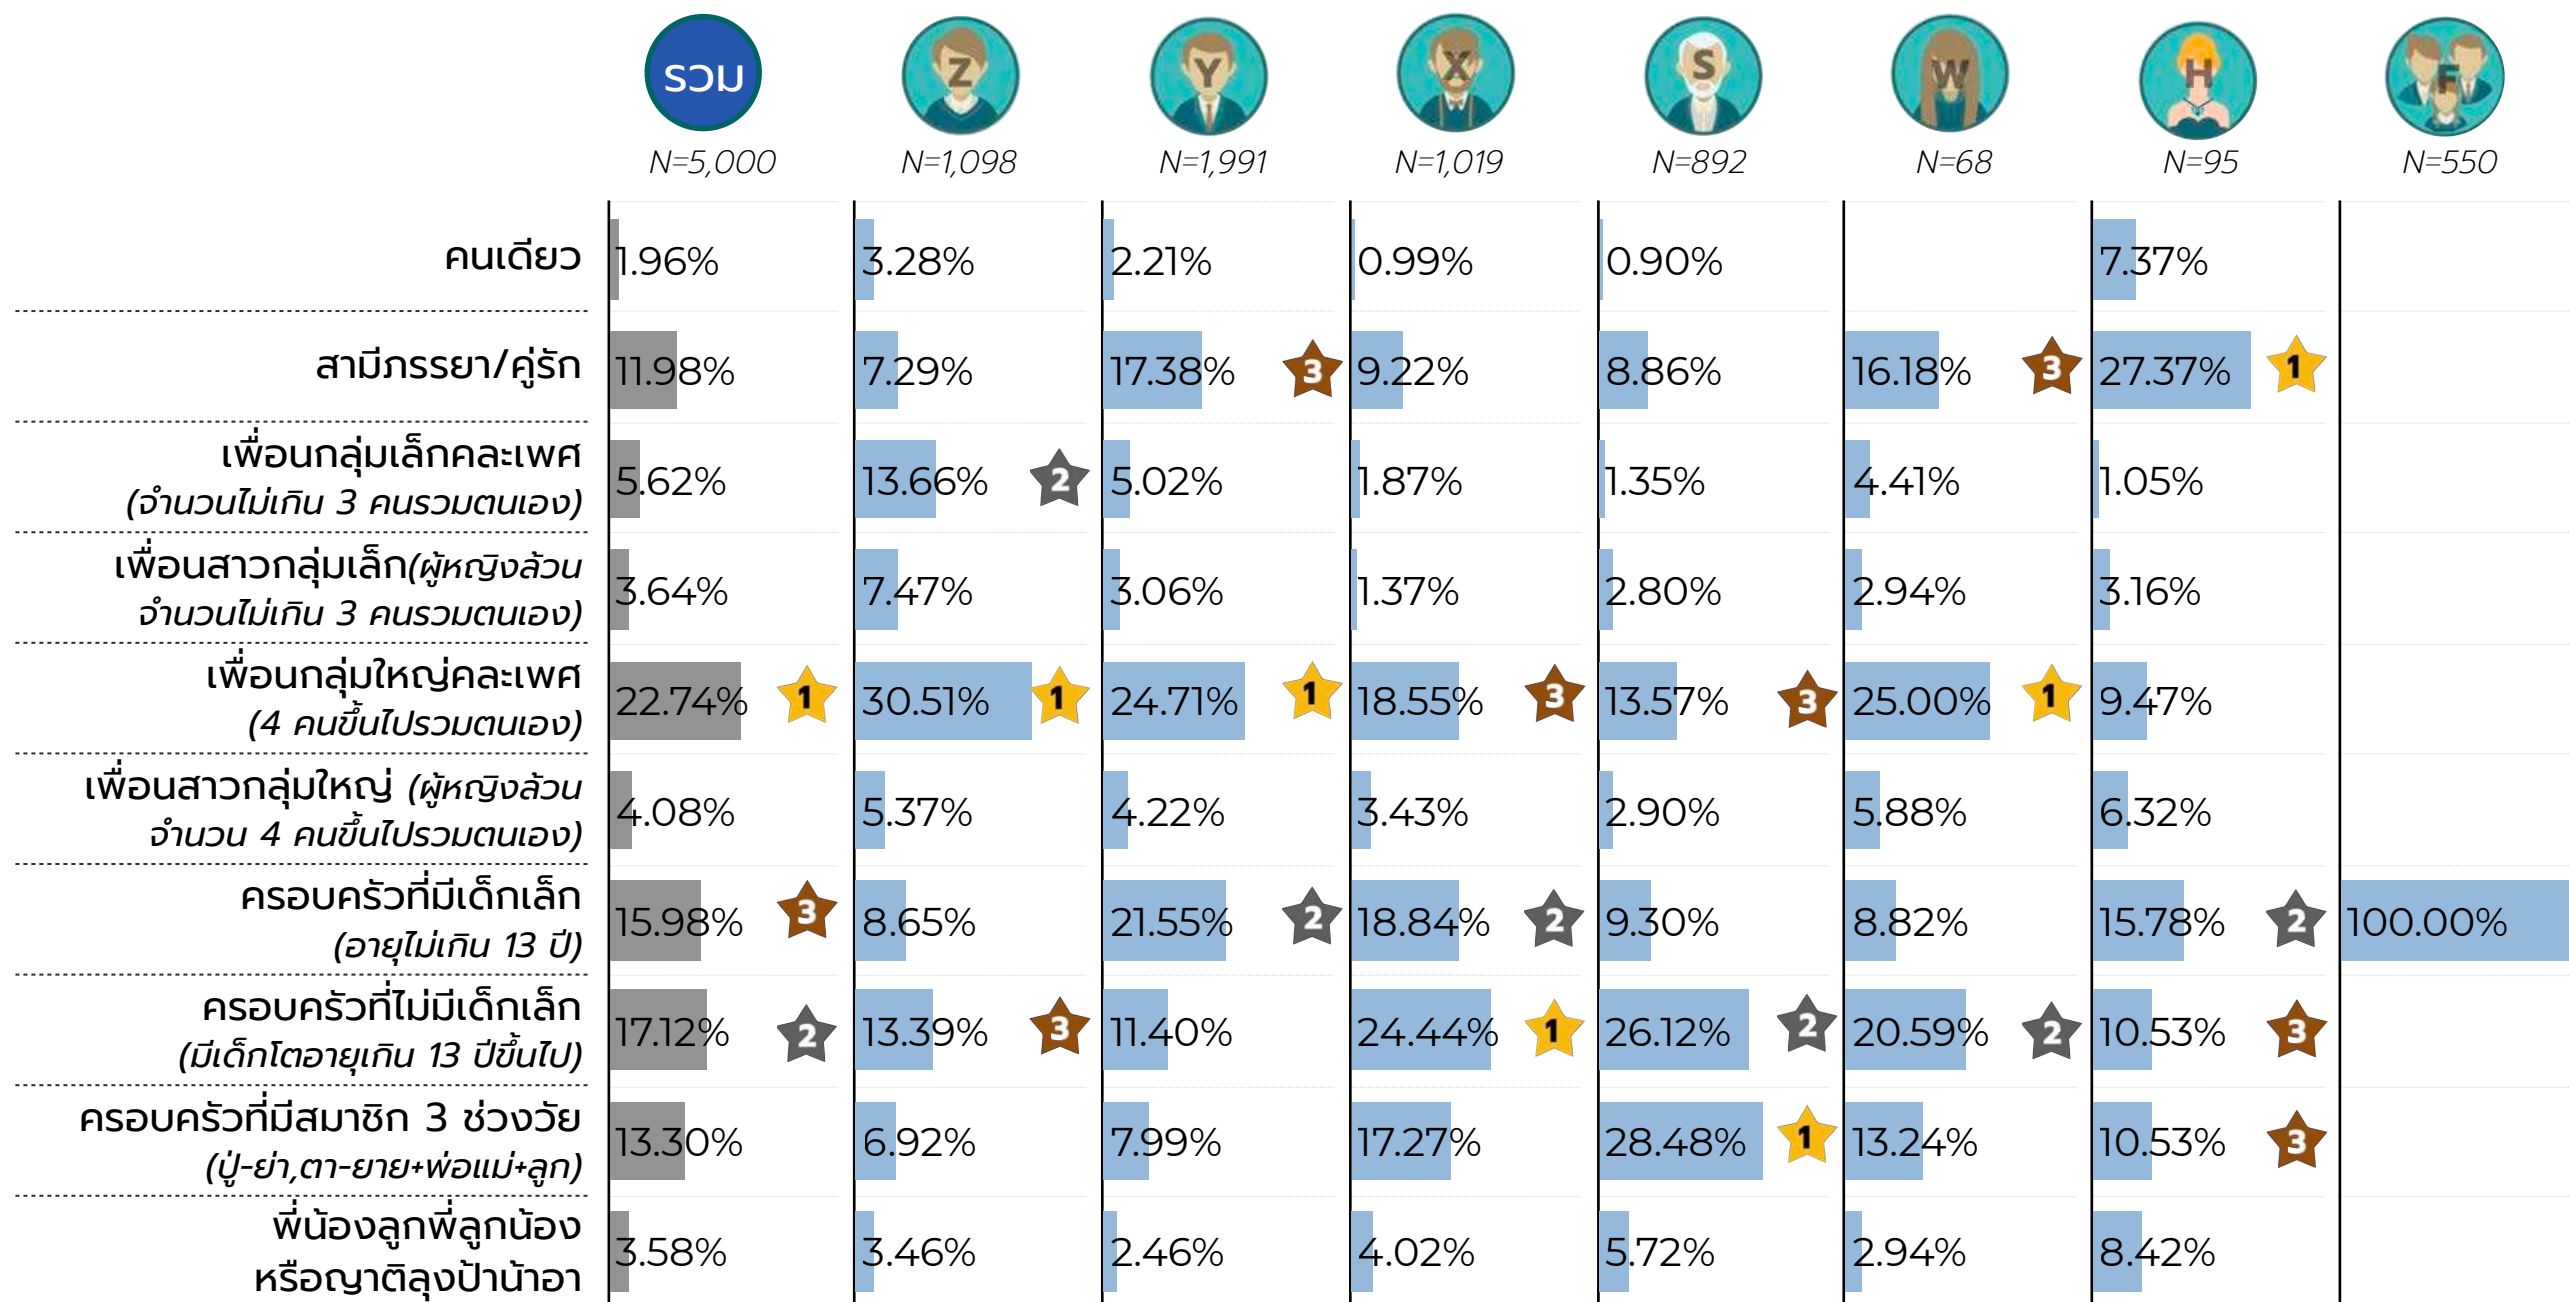 รวม Z Y X S W H F
N=5,000 N=1,098 N=1,991 N=1,019 N=892 N=68 N=95 N=550
คนเดียว 1.96% 3.28% 2.21% 0.99% 0.90% 7.37%
สามีภรรยา/คู่รัก 11.98% 7.29% 17.38% 3 9.22% 8.86% 16.18% 3 27.37% 1
เพื่อนกลุ่มเล็กคละเพศ
(จำนวนไม่เกิน 3 คนรวมตนเอง) 5.62% 13.66% 2 5.02% 1.87% 1.35% 4.41% 1.05%
เพื่อนสาวกลุ่มเล็ก(ผู้หญิงล้วน
จำนวนไม่เกิน 3 คนรวมตนเอง) 3.64% 7.47% 3.06% 1.37% 2.80% 2.94% 3.16%
เพื่อนกลุ่มใหญ่คละเพศ
(4 คนขึ้นไปรวมตนเอง) 22.74% 1 30.51% 1 24.71% 1 18.55% 3 13.57% 3 25.00% 1 9.47%
เพื่อนสาวกลุ่มใหญ่ (ผู้หญิงล้วน
จำนวน 4 คนขึ้นไปรวมตนเอง) 4.08% 5.37% 4.22% 3.43% 2.90% 5.88% 6.32%
ครอบครัวที่มีเด็กเล็ก
(อายุไม่เกิน 13 ปี) 15.98% 3 8.65% 21.55% 2 18.84% 2 9.30% 8.82% 15.78% 2 100.00%
ครอบครัวที่ไม่มีเด็กเล็ก
(มีเด็กโตอายุเกิน 13 ปีขึ้นไป) 17.12% 2 13.39% 3 11.40% 24.44% 1 26.12% 2 20.59% 2 10.53% 3
ครอบครัวที่มีสมาชิก 3 ช่วงวัย
(ปู่-ย่า,ตา-ยาย+พ่อแม่+ลูก) 13.30% 6.92% 7.99% 17.27% 28.48% 1 13.24% 10.53% 3
พี่น้องลูกพี่ลูกน้อง
หรือญาติลุงป้าน้าอา 3.58% 3.46% 2.46% 4.02% 5.72% 2.94% 8.42%